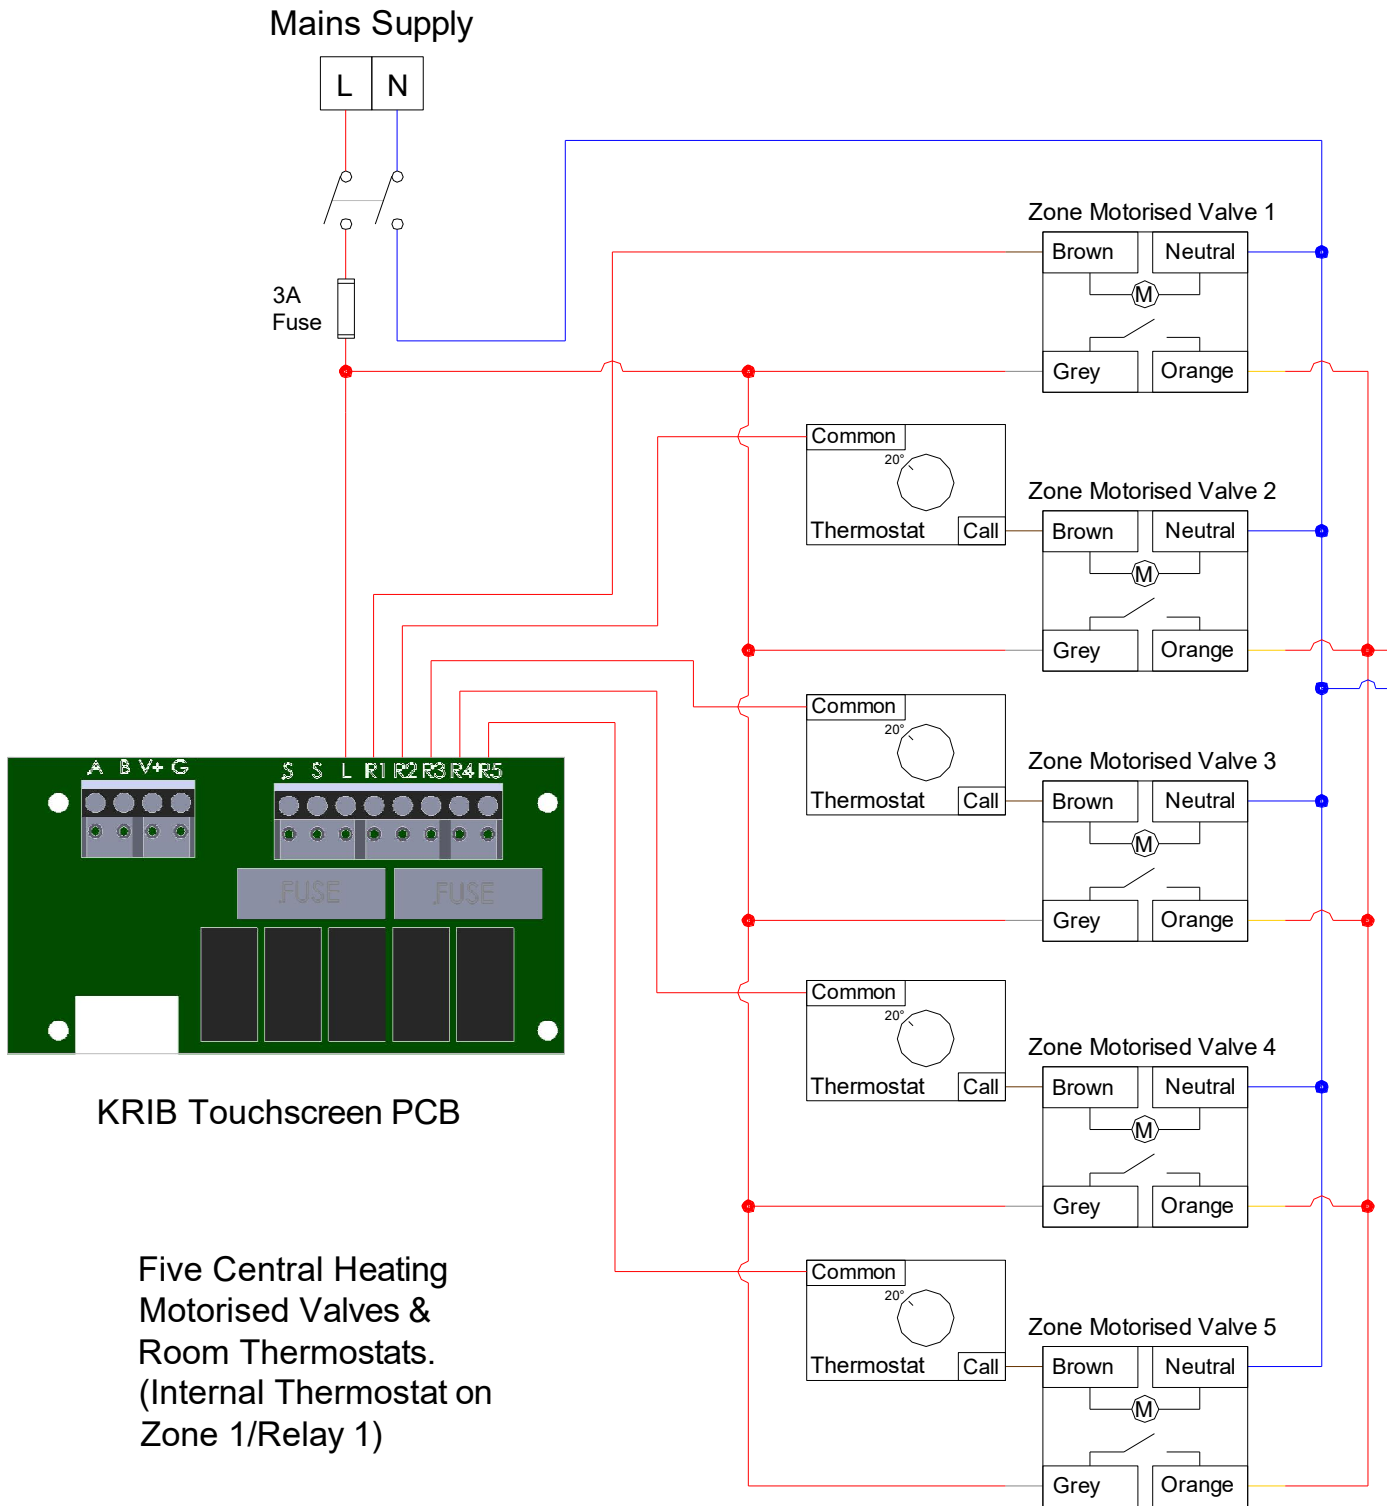 Mains Supply
L N
3A
Fuse
Zone Motorised Valve 1
Brown Neutral
M
Grey Orange
Common
20°
Thermostat Call
Zone Motorised Valve 2
Brown Neutral
M
Grey Orange
Common
20°
Thermostat Call
Zone Motorised Valve 3
Brown Neutral
M
Grey Orange
Common
20°
Thermostat Call
Zone Motorised Valve 4
Brown Neutral
M
Grey Orange
Common
20°
Thermostat Call
Zone Motorised Valve 5
Brown Neutral
M
Grey Orange
A B V+ G
S S L R1 R2 R3 R4 R5
FUSE FUSE
KRIB Touchscreen PCB
Five Central Heating
Motorised Valves &
Room Thermostats.
(Internal Thermostat on
Zone 1/Relay 1)